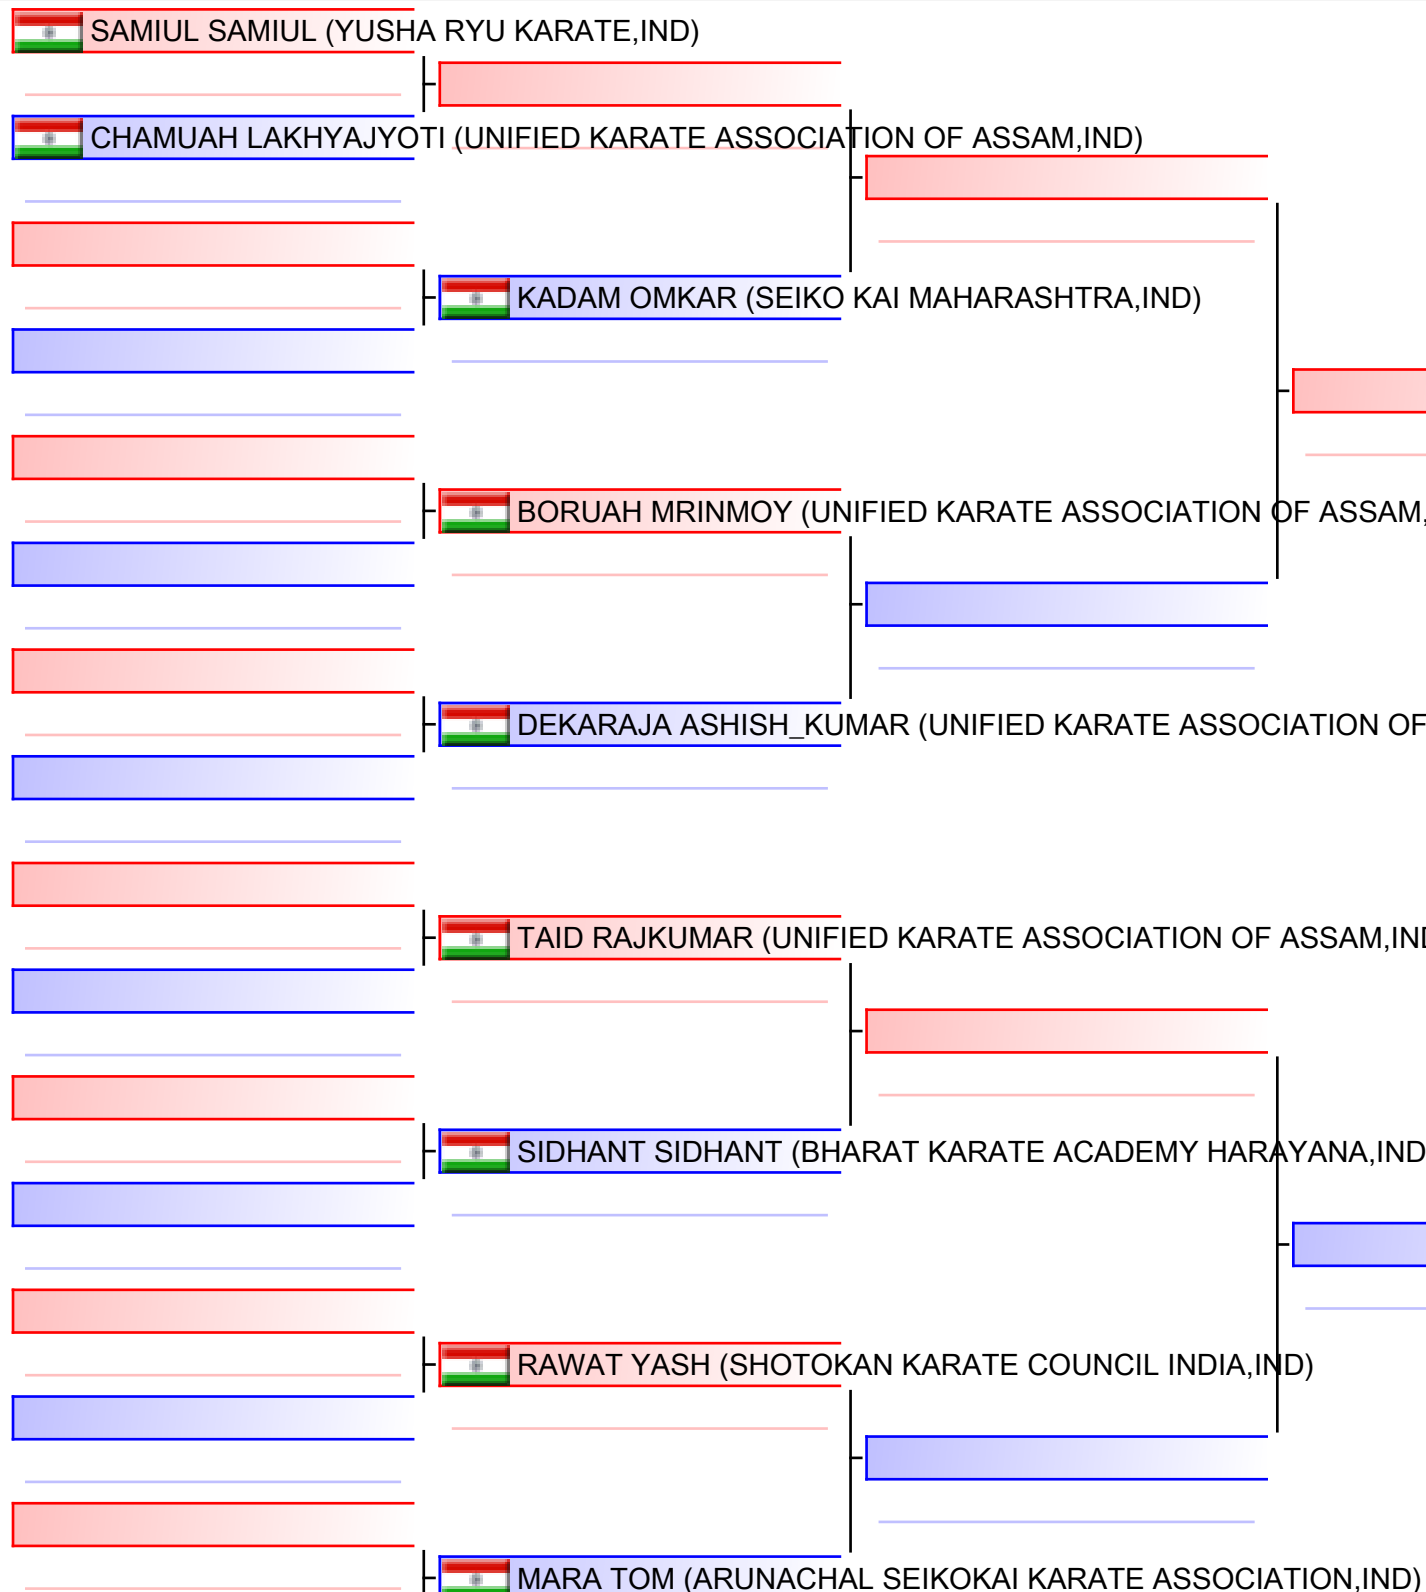 SAMIUL SAMIUL (YUSHA RYU KARATE,IND)
CHAMUAH LAKHYAJYOTI (UNIFIED KARATE ASSOCIATION OF ASSAM,IND)
KADAM OMKAR (SEIKO KAI MAHARASHTRA,IND)
BORUAH MRINMOY (UNIFIED KARATE ASSOCIATION OF ASSAM,
DEKARAJA ASHISH_KUMAR (UNIFIED KARATE ASSOCIATION OF
TAID RAJKUMAR (UNIFIED KARATE ASSOCIATION OF ASSAM,IND
SIDHANT SIDHANT (BHARAT KARATE ACADEMY HARAYANA,IND
RAWAT YASH (SHOTOKAN KARATE COUNCIL INDIA,IND)
MARA TOM (ARUNACHAL SEIKOKAI KARATE ASSOCIATION,IND)